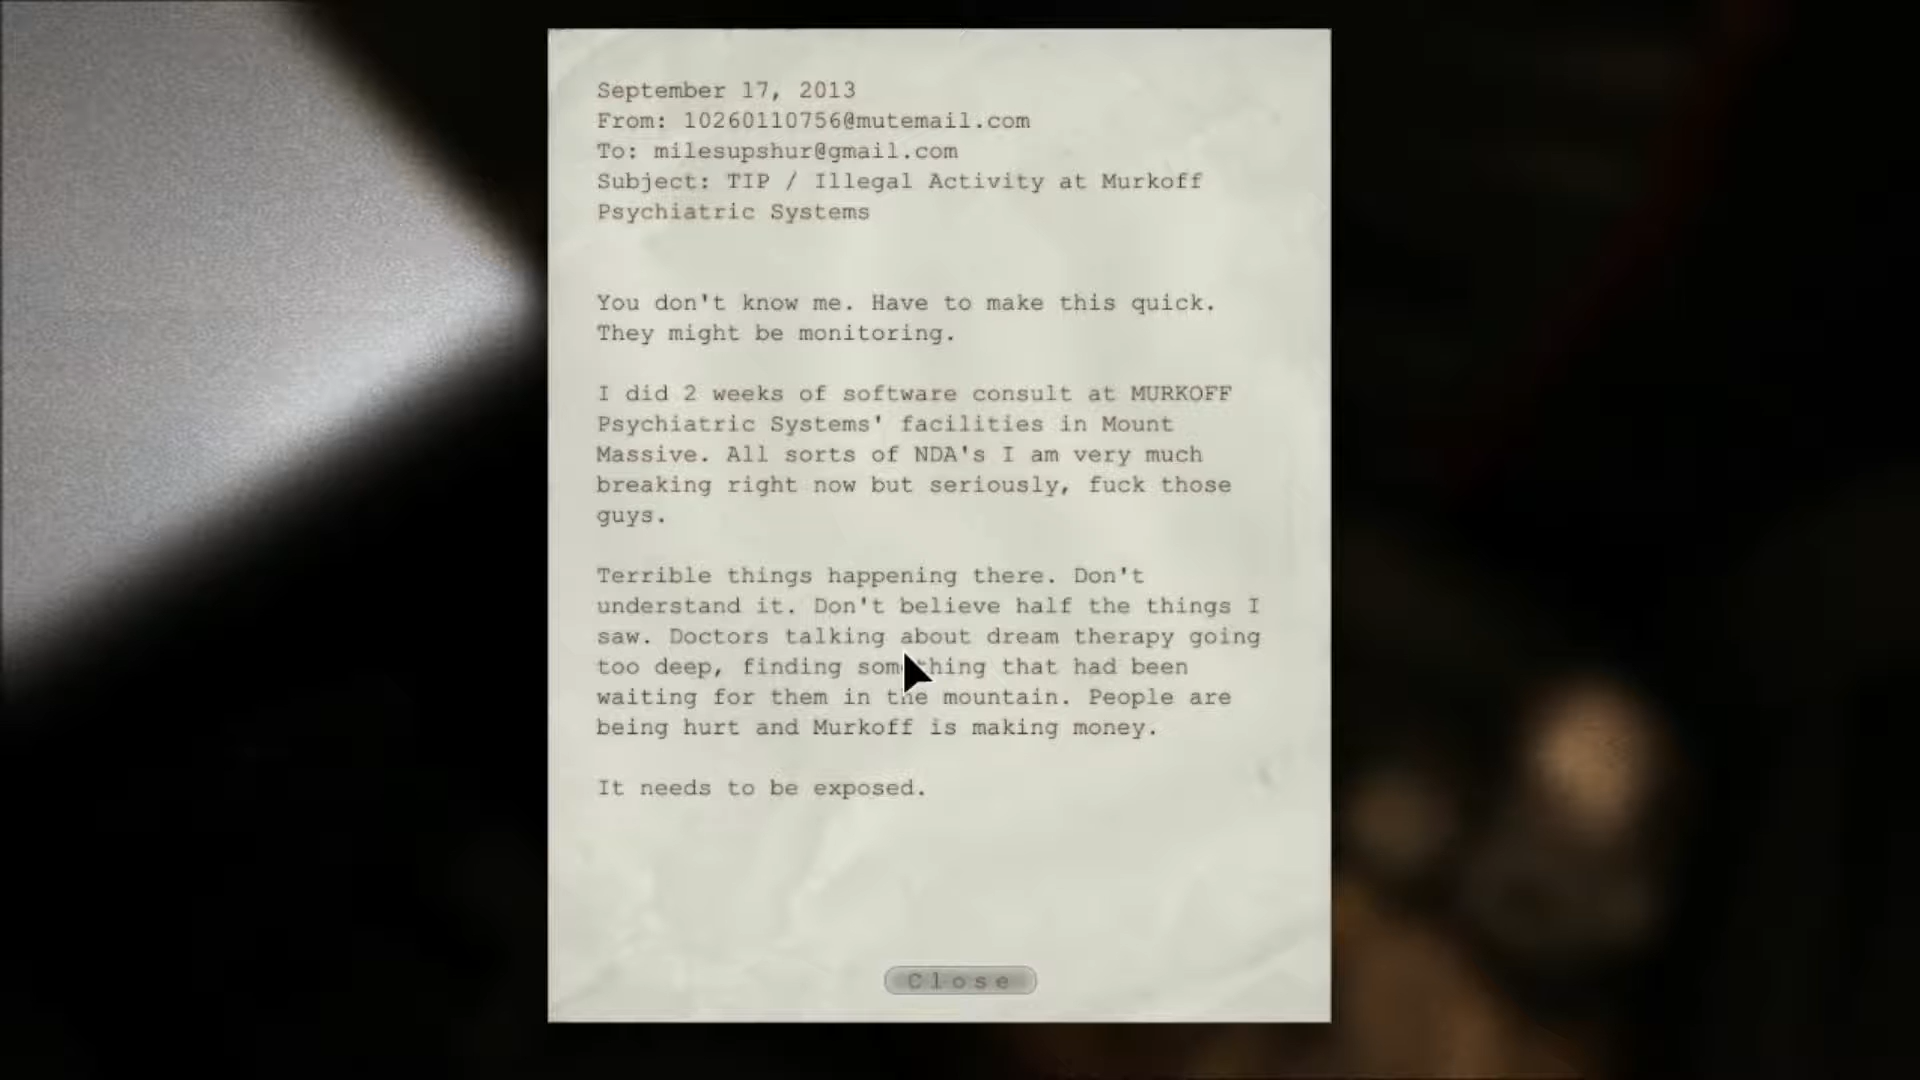 September 17, 2013
From: 10260110756@mutemail.com
To: milesupshur@gmail.com
Subject: TIP / Illegal Activity at Murkoff
Psychiatric Systems
You don't know me. Have to make this quick.
They might be monitoring.
I did 2 weeks of software consult at MURKOFF
Psychiatric Systems' facilities in Mount
Massive. All sorts of NDA's I am very much
breaking right now but seriously, fuck those
guys.
Terrible things happening there. Don't
understand it. Don't believe half the things I
saw. Doctors talking about dream therapy going
too deep, finding something that had been
waiting for them in the mountain. People are
being hurt and Murkoff is making money.
It needs to be exposed.
Close